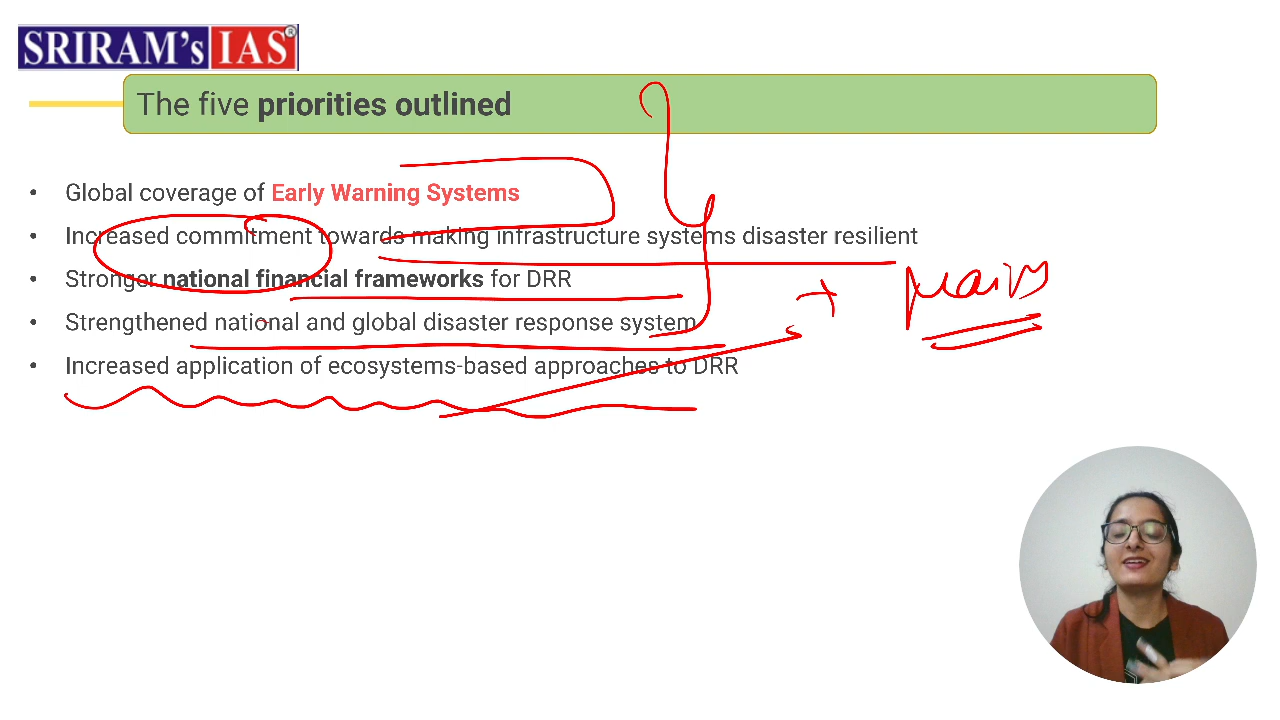 SRIRAM's IAS®
The five priorities outlined
• Global coverage of Early Warning Systems
• Increased commitment towards making infrastructure systems disaster resilient
• Stronger national financial frameworks for DRR
• Strengthened national and global disaster response system
• Increased application of ecosystems-based approaches to DRR
+ Mains